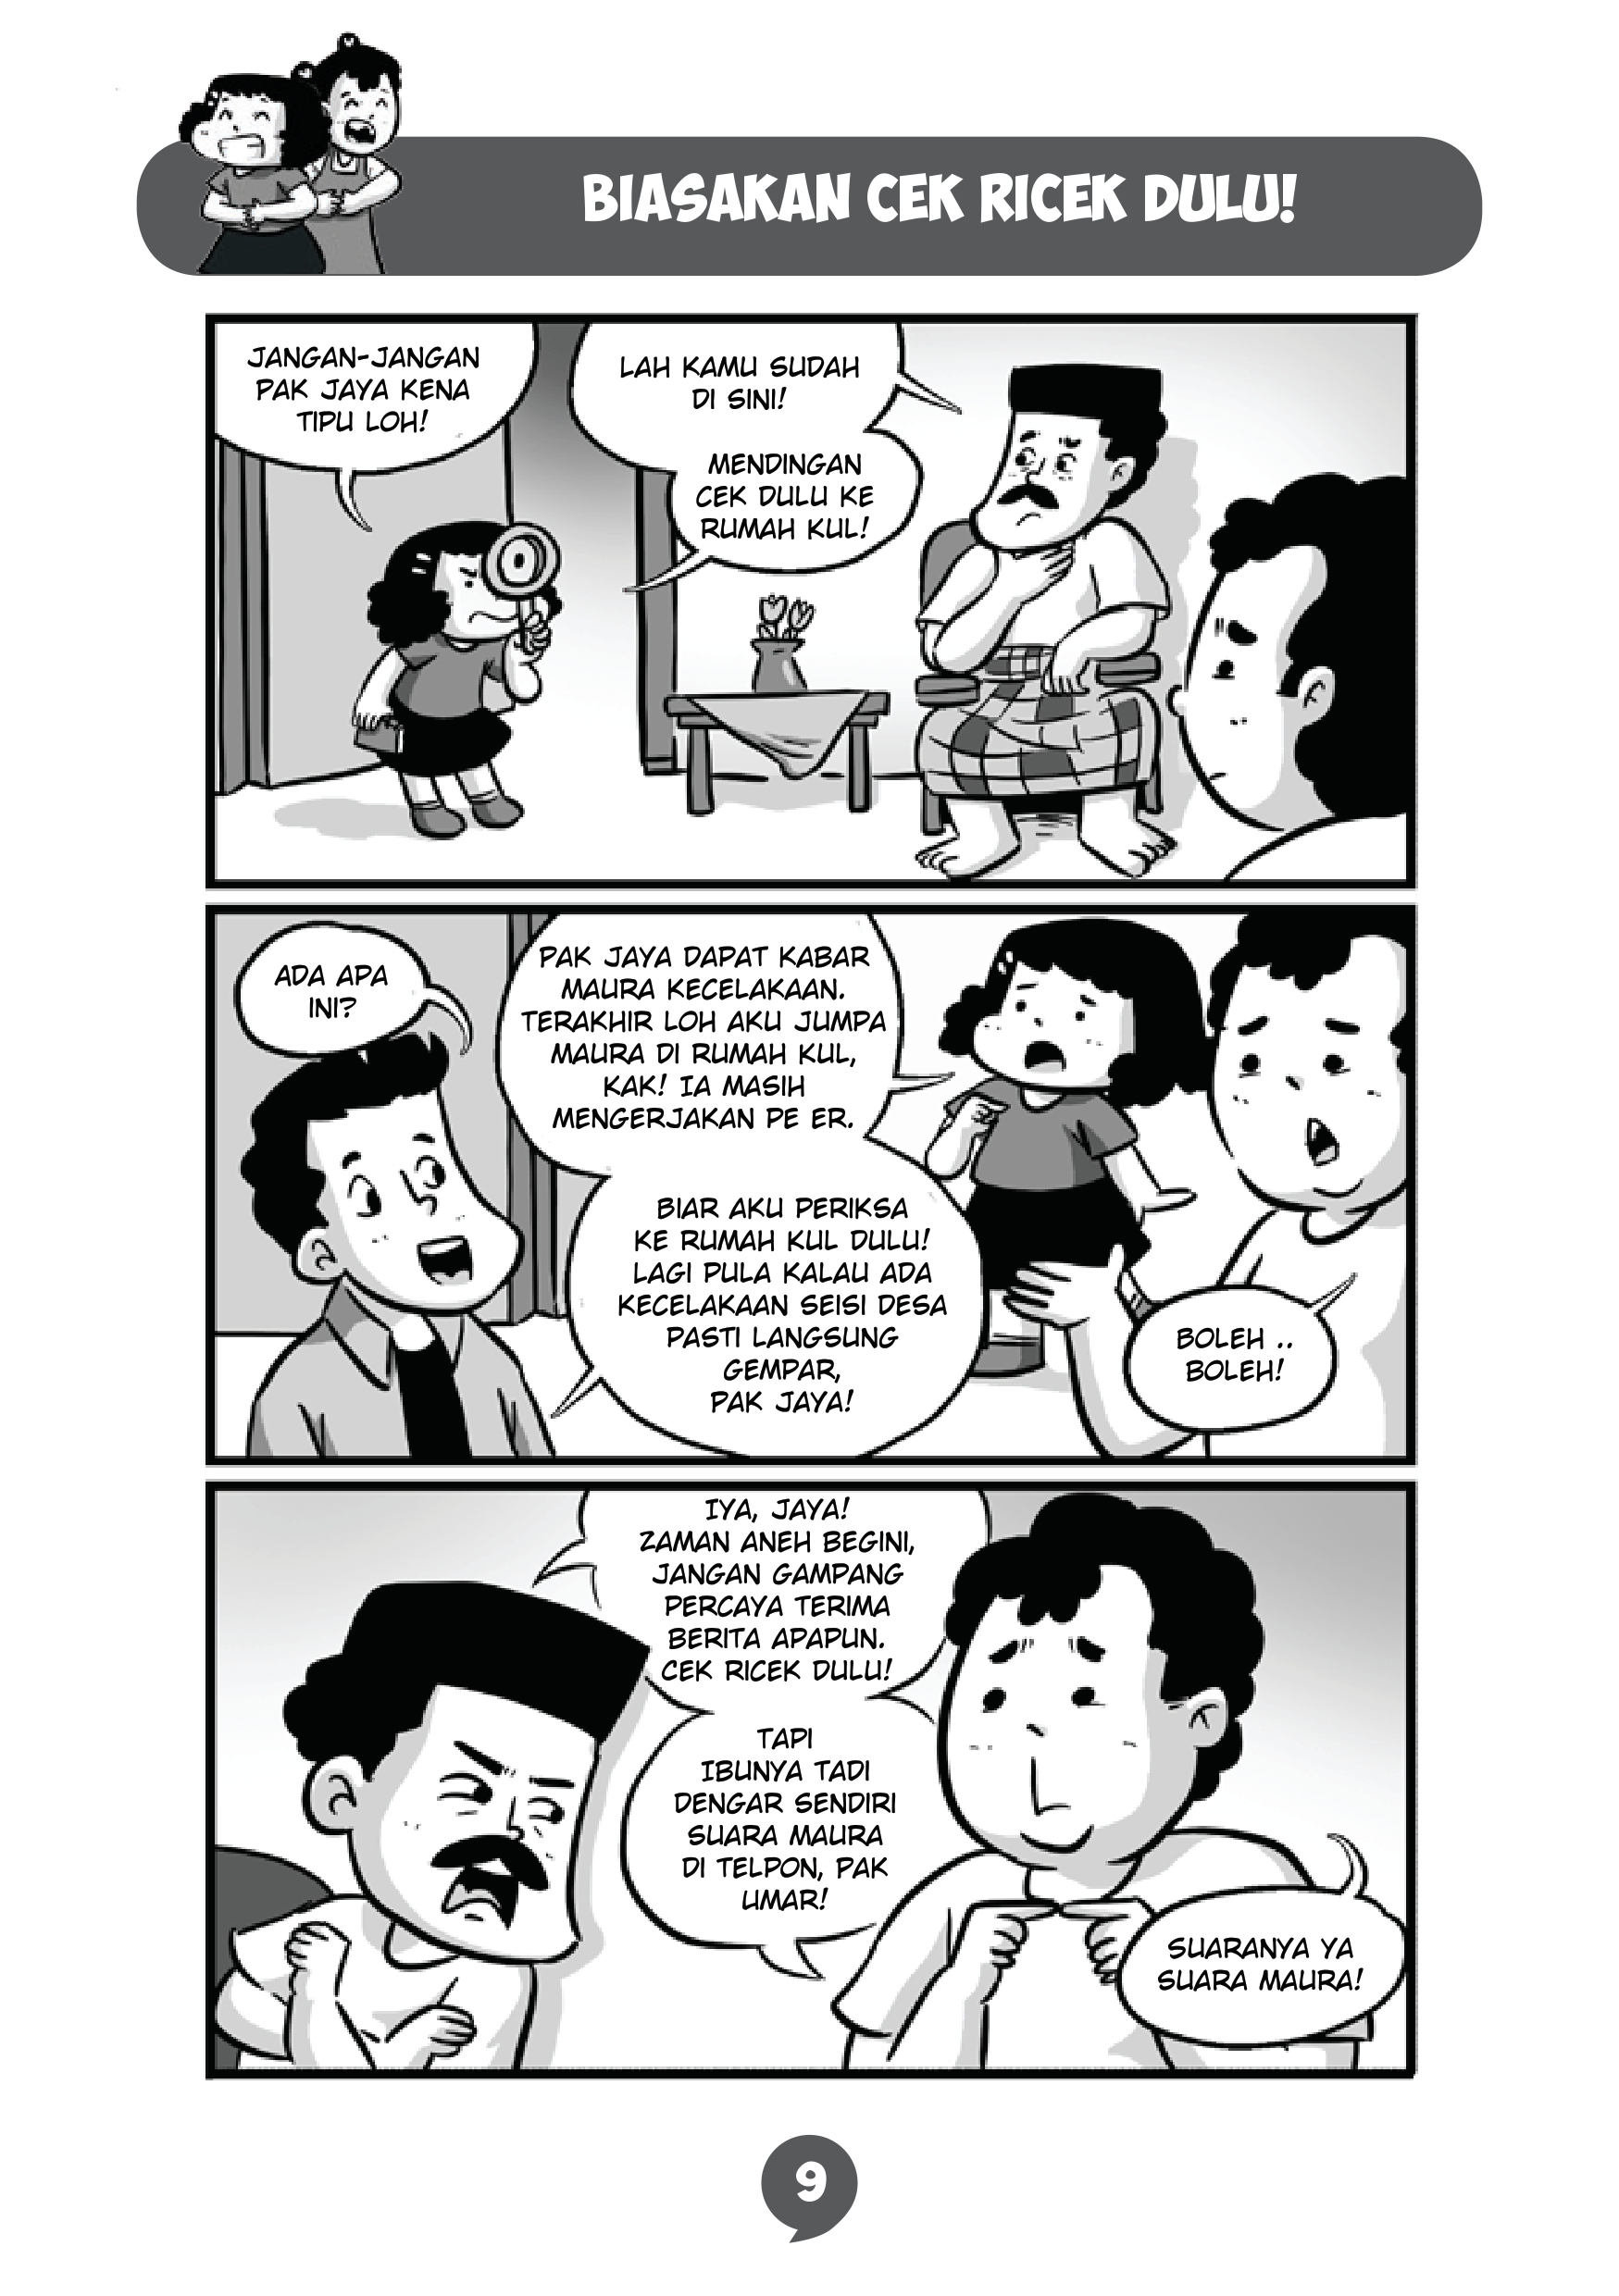 BIASAKAN CEK RICEK DULU!
JANGAN-JANGAN
PAK JAYA KENA
TIPU LOH!
LAH KAMU SUDAH
DI SINI!
MENDINGAN
CEK DULU KE
RUMAH KUL!
ADA APA
INI?
PAK JAYA DAPAT KABAR
MAURA KECELAKAAN.
TERAKHIR LOH AKU JUMPA
MAURA DI RUMAH KUL,
KAK! IA MASIH
MENGERJAKAN PE ER.
BIAR AKU PERIKSA
KE RUMAH KUL DULU!
LAGI PULA KALAU ADA
KECELAKAAN SEISI DESA
PASTI LANGSUNG
GEMPAR,
PAK JAYA!
BOLEH ..
BOLEH!
IYA, JAYA!
ZAMAN ANEH BEGINI,
JANGAN GAMPANG
PERCAYA TERIMA
BERITA APAPUN.
CEK RICEK DULU!
TAPI
IBUNYA TADI
DENGAR SENDIRI
SUARA MAURA
DI TELPON, PAK
UMAR!
SUARANYA YA
SUARA MAURA!
9